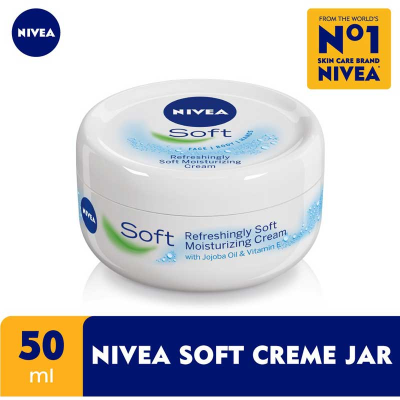 NIVEA
FROM THE WORLD'S
Nº1
SKIN CARE BRAND
NIVEA
NIVEA
Soft
FACE | BODY | HANDS
Refreshingly
Soft Moisturizing
Cream
NIVEA
Soft
Refreshingly Soft
Moisturizing Cream
with Jojoba Oil & Vitamin E
50
ml
NIVEA SOFT CREME JAR